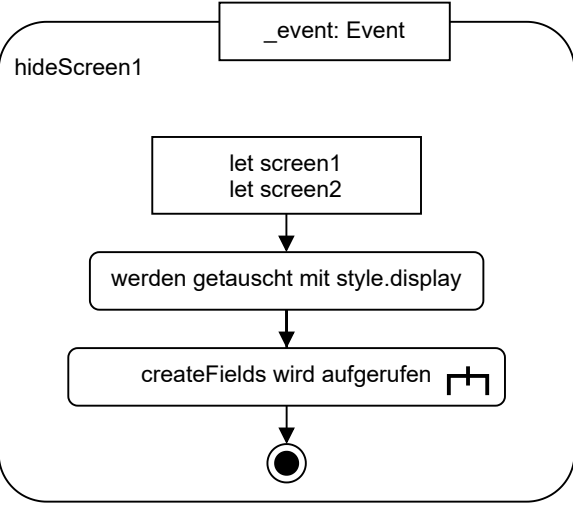 _event: Event
hideScreen1
let screen1
let screen2
werden getauscht mit style.display
createFields wird aufgerufen